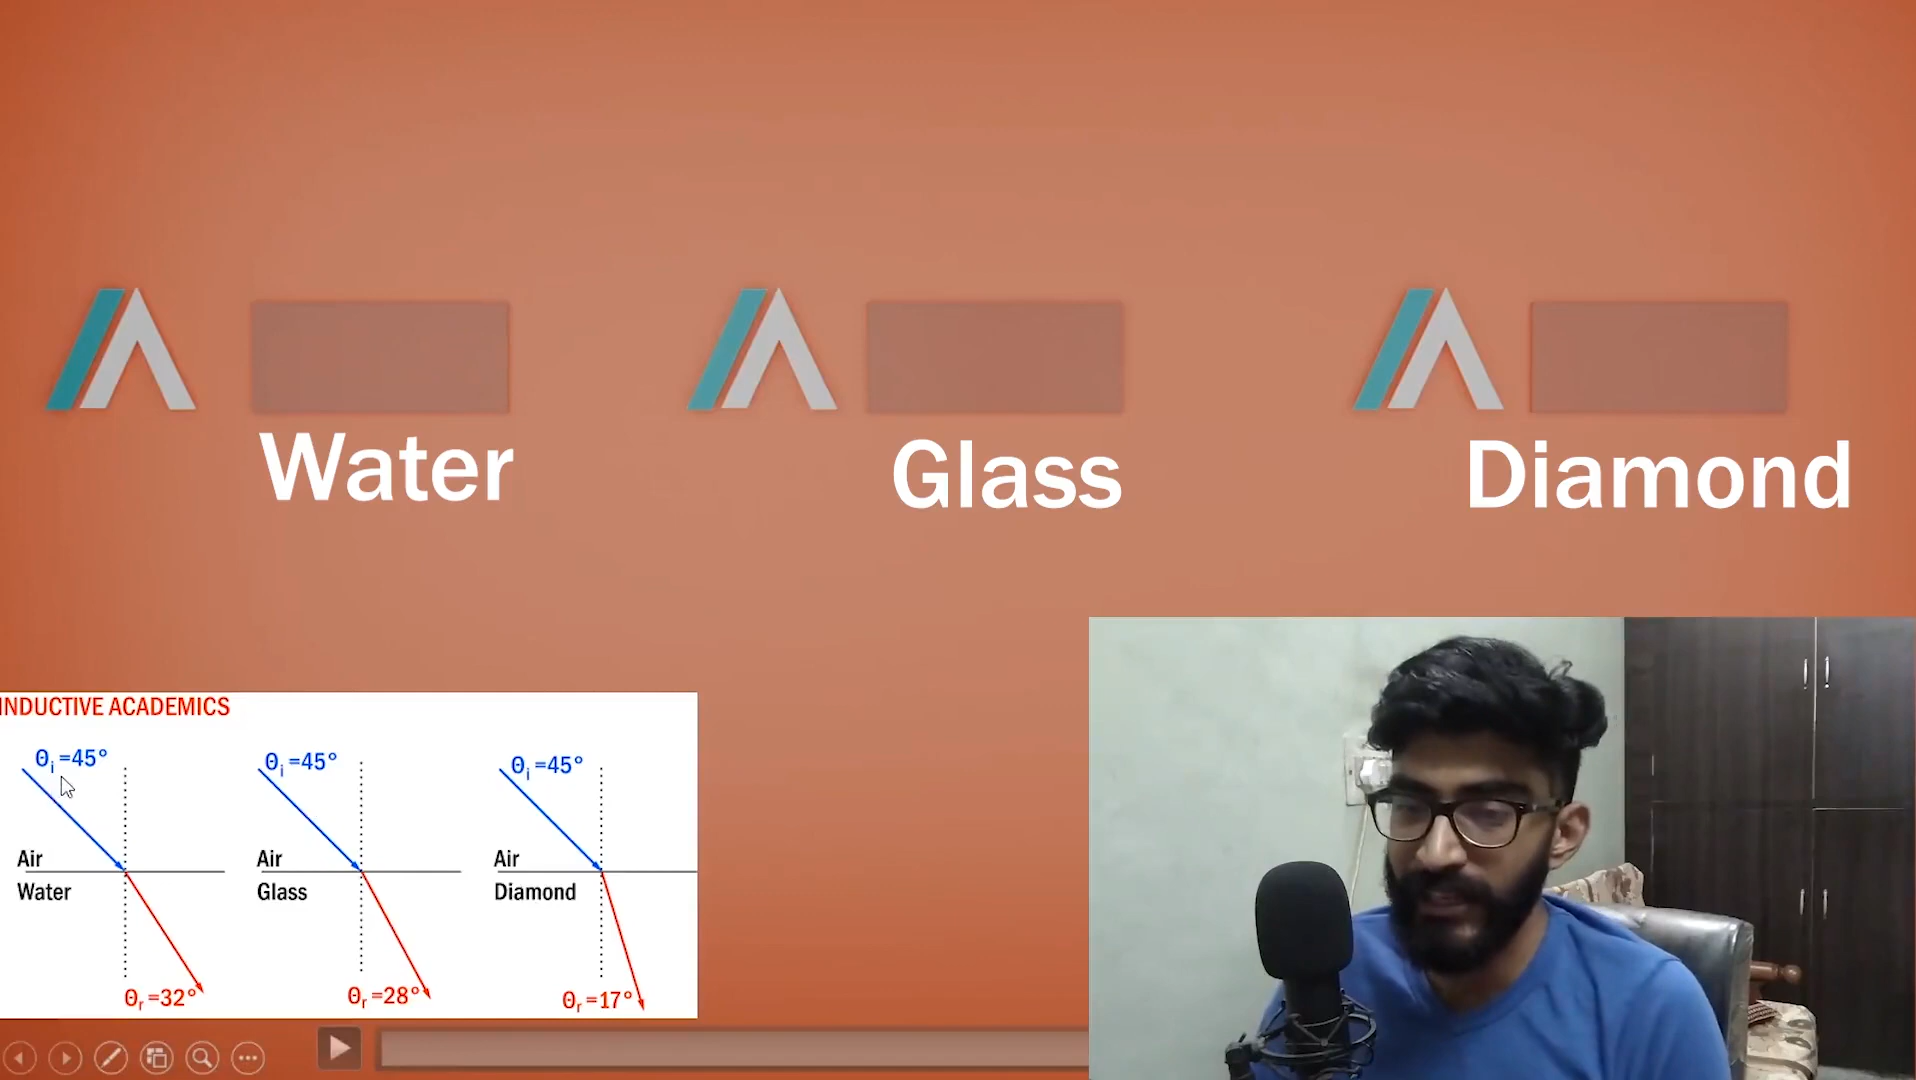 Water
Glass
Diamond
INDUCTIVE ACADEMICS
θi =45°
θi =45°
θi =45°
Air
Air
Air
Water
Glass
Diamond
θr =32°
θr =28°
θr =17°